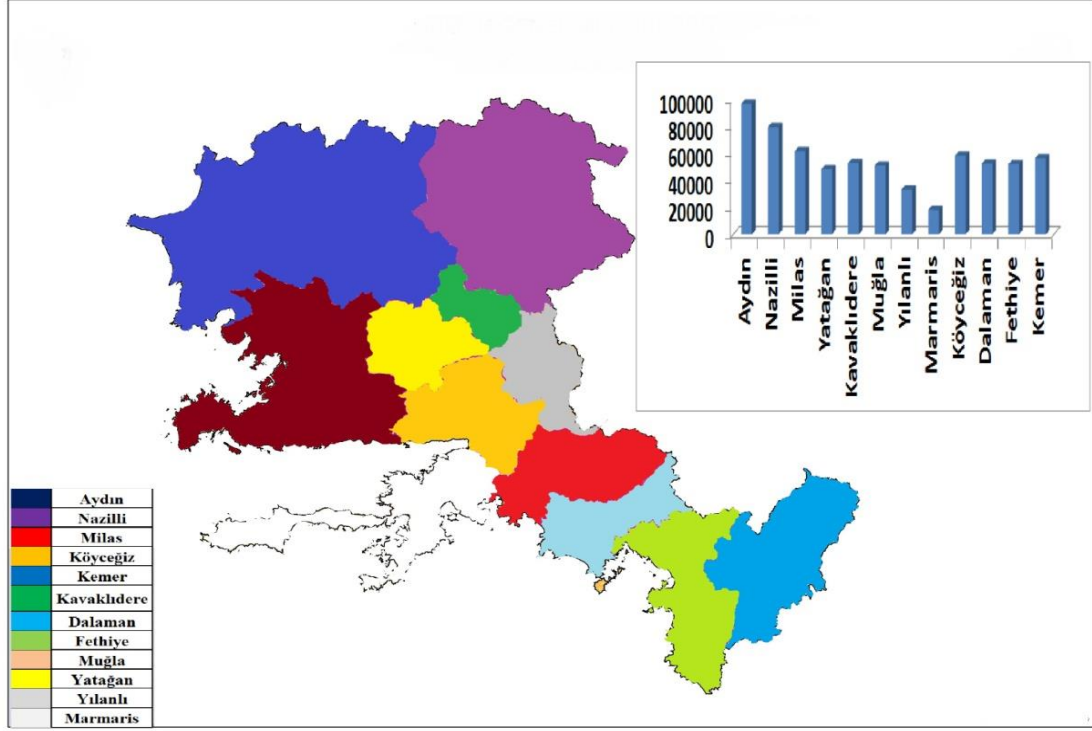 100000
80000
60000
40000
20000
0
Aydın
Nazilli
Milas
Yatağan
Kavaklıdere
Muğla
Yılanlı
Marmaris
Köyceğiz
Dalaman
Fethiye
Kemer
Aydın
Nazilli
Milas
Köyceğiz
Kemer
Kavaklıdere
Dalaman
Fethiye
Muğla
Yatağan
Yılanlı
Marmaris